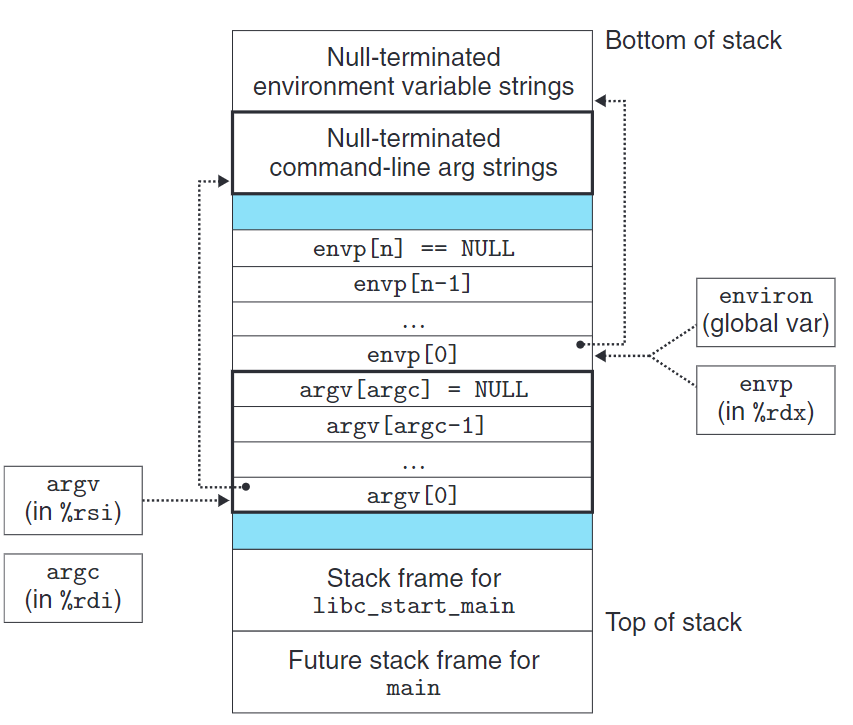 Bottom of stack
Null-terminated
environment variable strings
Null-terminated
command-line arg strings
envp[n] == NULL
envp[n-1]
...
envp[0]
environ
(global var)
envp
(in %rdx)
argv[argc] = NULL
argv[argc-1]
...
argv[0]
argv
(in %rsi)
argc
(in %rdi)
Stack frame for
libc_start_main
Top of stack
Future stack frame for
main